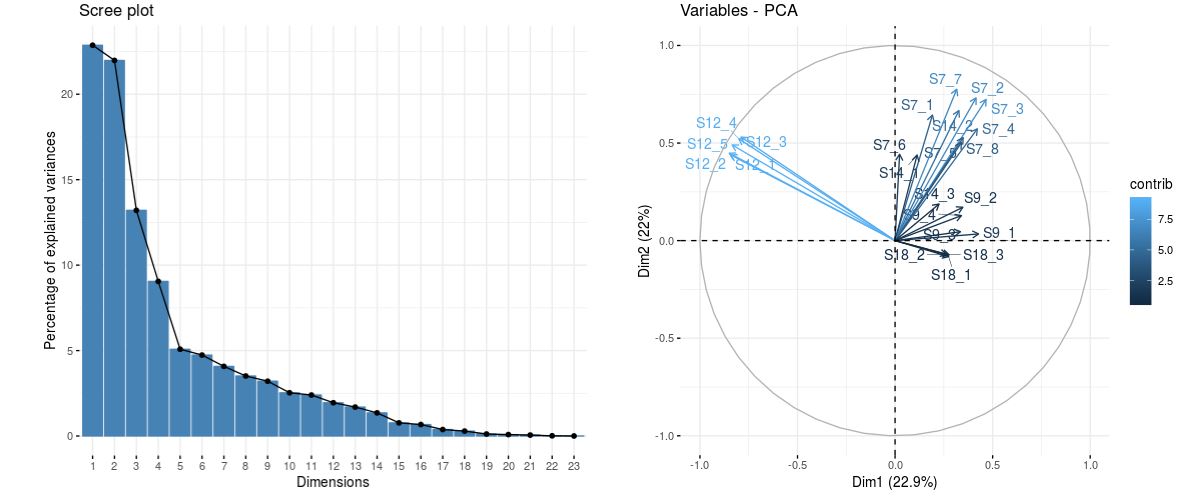 Scree plot
Percentage of explained variances
20
15
10
5
0
1 2 3 4 5 6 7 8 9 10 11 12 13 14 15 16 17 18 19 20 21 22 23
Dimensions
Variables - PCA
Dim2 (22%)
1.0
0.5
0.0
-0.5
-1.0
S7_7
S7_2
S7_1
S7_3
S12_4
S14_2
S7_4
S12_5
S12_3
S7_6
S7_5
S7_8
S12_2
S12_1
S14_1
S14_3
S9_2
S9_4
S9_3
S9_1
S18_2
S18_3
S18_1
-1.0 -0.5 0.0 0.5 1.0
Dim1 (22.9%)
contrib
7.5
5.0
2.5